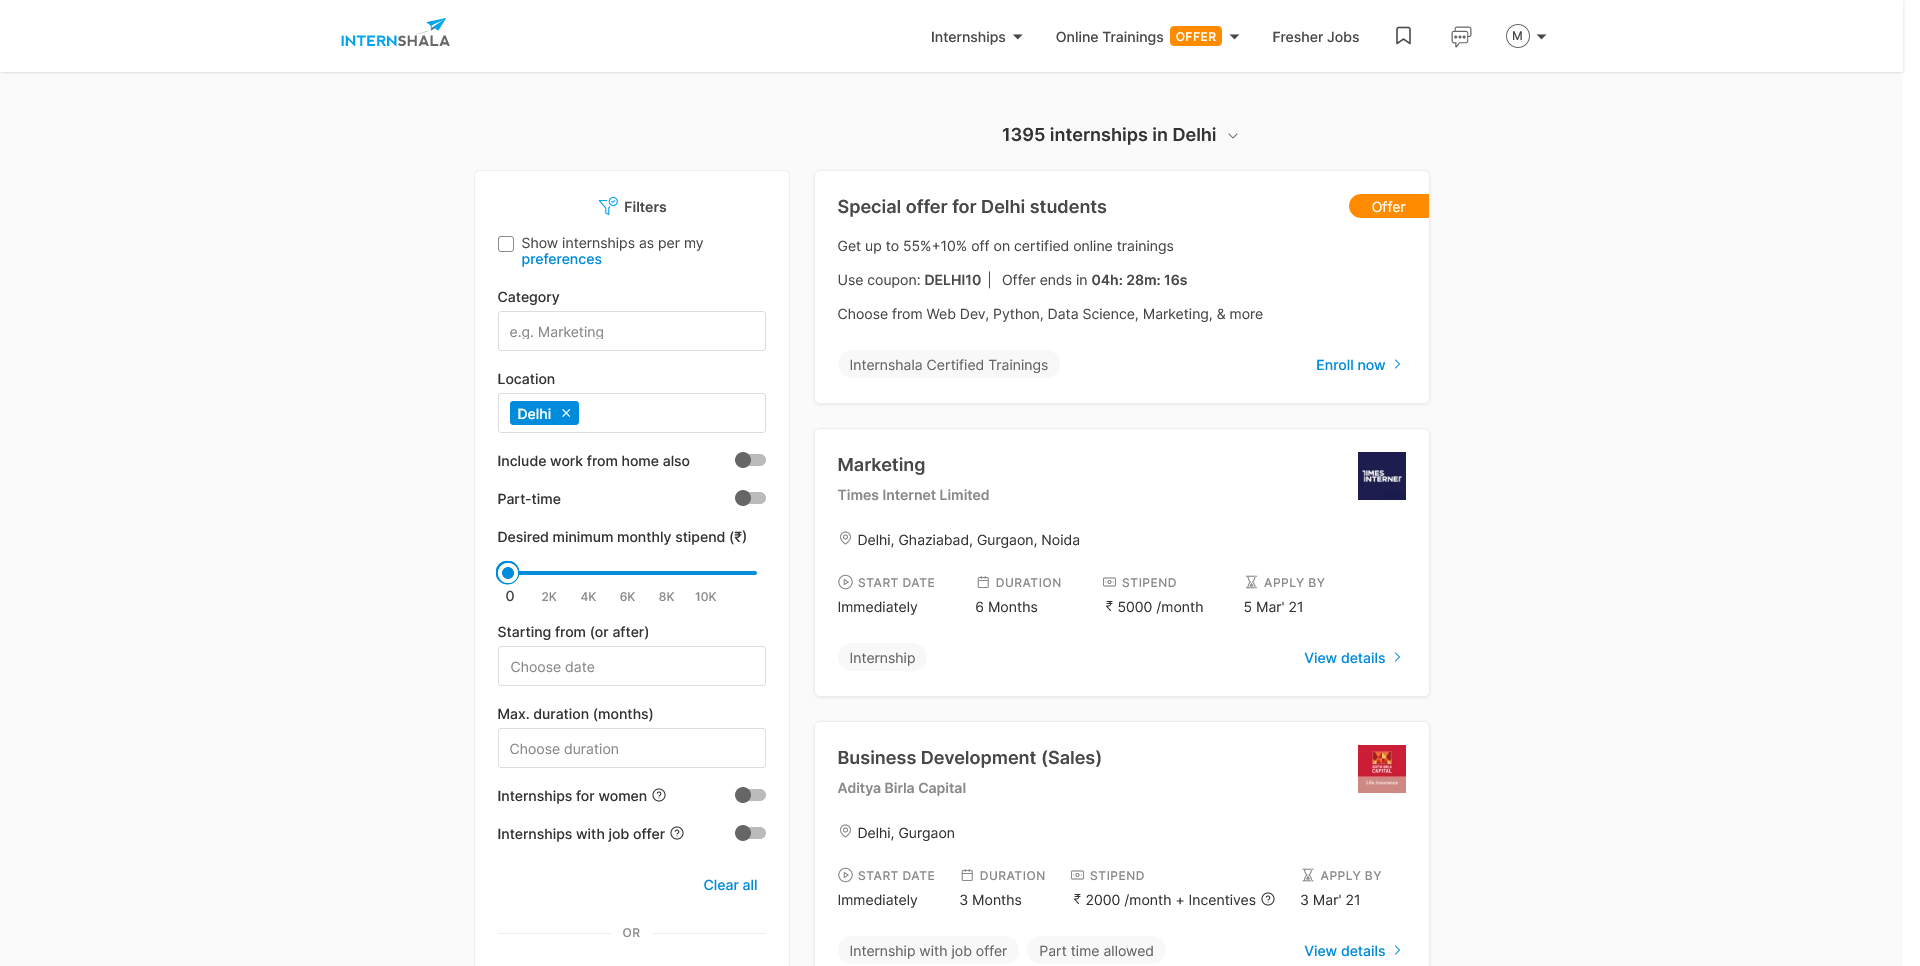 INTERNSHALA
Internships
Online Trainings OFFER
Fresher Jobs
M
1395 internships in Delhi
Filters
Show internships as per my
preferences
Category
e.g. Marketing
Location
Delhi ×
Include work from home also
Part-time
Desired minimum monthly stipend (₹)
0 2K 4K 6K 8K 10K
Starting from (or after)
Choose date
Max. duration (months)
Choose duration
Internships for women ?
Internships with job offer ?
Clear all
OR
Special offer for Delhi students
Offer
Get up to 55%+10% off on certified online trainings
Use coupon: DELHI10 | Offer ends in 04h: 28m: 16s
Choose from Web Dev, Python, Data Science, Marketing, & more
Internshala Certified Trainings
Enroll now
Marketing
Times Internet Limited
TIMES
INTERNET
Delhi, Ghaziabad, Gurgaon, Noida
START DATE DURATION STIPEND APPLY BY
Immediately 6 Months ₹ 5000 /month 5 Mar' 21
Internship
View details
Business Development (Sales)
Aditya Birla Capital
ADITYA BIRLA
CAPITAL
Life Insurance
Delhi, Gurgaon
START DATE DURATION STIPEND APPLY BY
Immediately 3 Months ₹ 2000 /month + Incentives ? 3 Mar' 21
Internship with job offer Part time allowed
View details